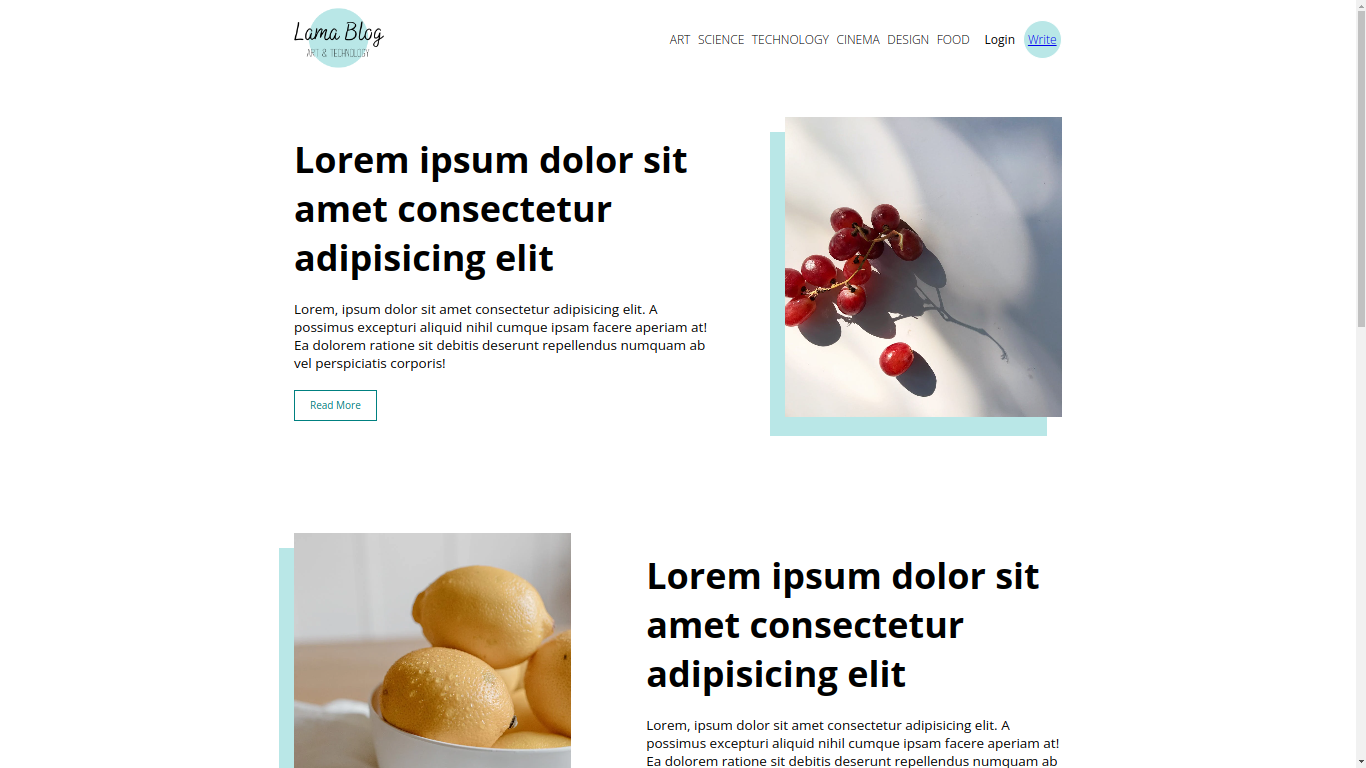 Lama Blog
ART & TECHNOLOGY
ART SCIENCE TECHNOLOGY CINEMA DESIGN FOOD Login Write
Lorem ipsum dolor sit
amet consectetur
adipisicing elit
Lorem, ipsum dolor sit amet consectetur adipisicing elit. A
possimus excepturi aliquid nihil cumque ipsam facere aperiam at!
Ea dolorem ratione sit debitis deserunt repellendus numquam ab
vel perspiciatis corporis!
Read More
Lorem ipsum dolor sit
amet consectetur
adipisicing elit
Lorem, ipsum dolor sit amet consectetur adipisicing elit. A
possimus excepturi aliquid nihil cumque ipsam facere aperiam at!
Ea dolorem ratione sit debitis deserunt repellendus numquam ab